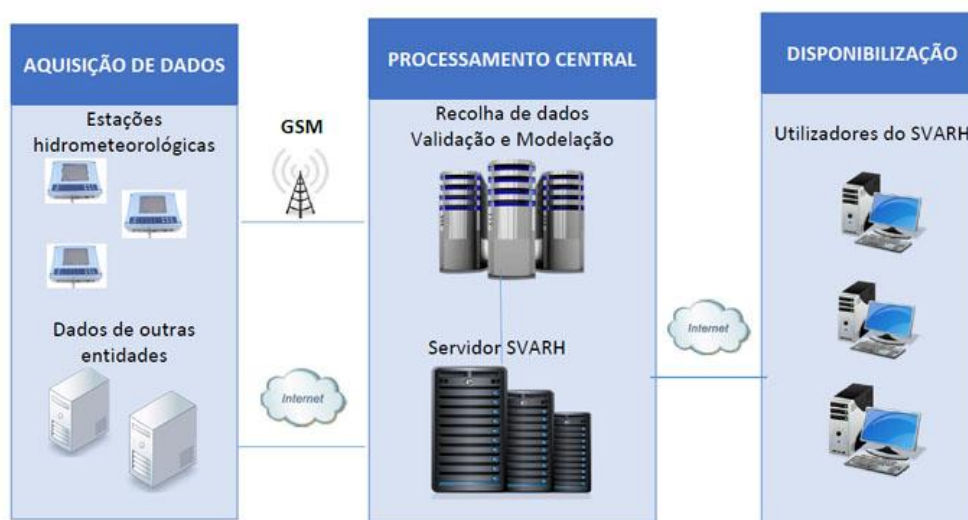 AQUISIÇÃO DE DADOS
Estações
hidrometeorológicas
Dados de outras
entidades
GSM
Internet
PROCESSAMENTO CENTRAL
Recolha de dados
Validação e Modelação
Servidor SVARH
Internet
DISPONIBILIZAÇÃO
Utilizadores do SVARH